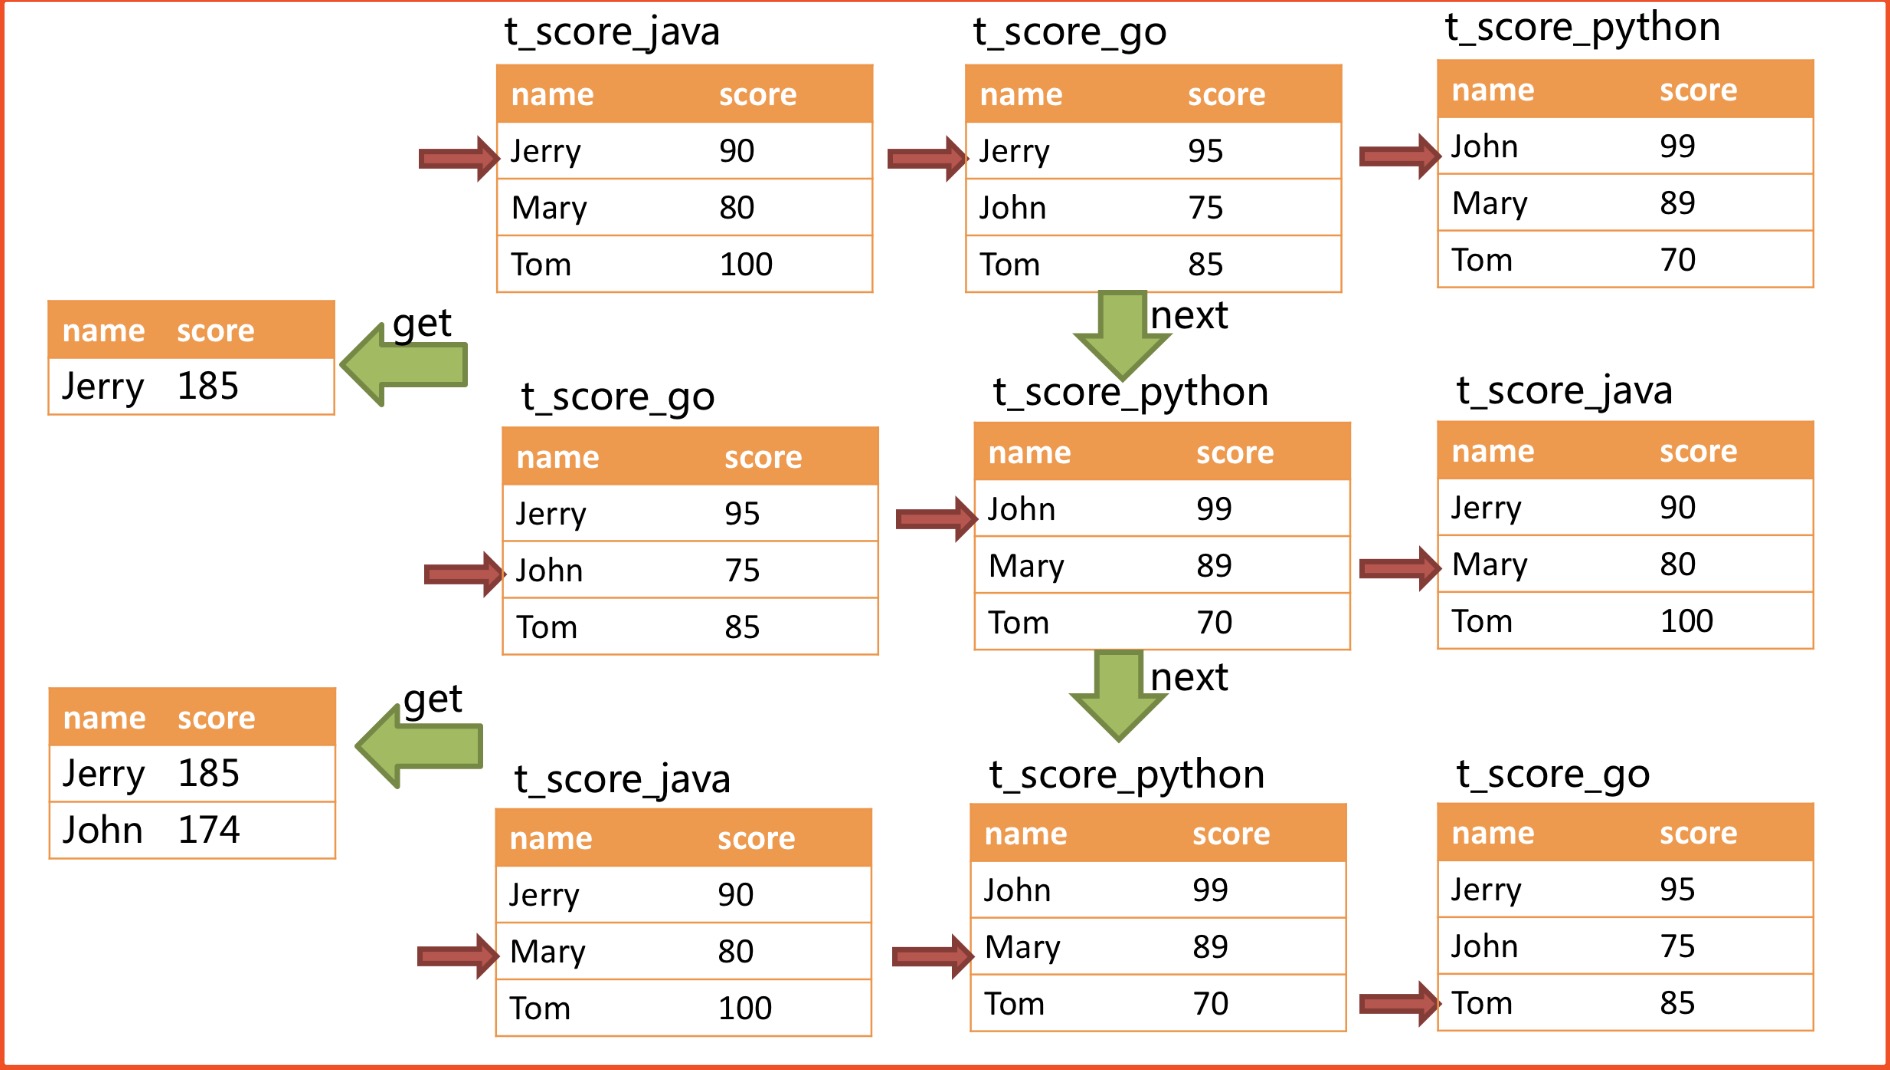 t_score_java
name score
Jerry 90
Mary 80
Tom 100
t_score_go
name score
Jerry 95
John 75
Tom 85
t_score_python
name score
John 99
Mary 89
Tom 70
next
get
name score
Jerry 185
t_score_go
name score
Jerry 95
John 75
Tom 85
t_score_python
name score
John 99
Mary 89
Tom 70
t_score_java
name score
Jerry 90
Mary 80
Tom 100
next
get
name score
Jerry 185
John 174
t_score_java
name score
Jerry 90
Mary 80
Tom 100
t_score_python
name score
John 99
Mary 89
Tom 70
t_score_go
name score
Jerry 95
John 75
Tom 85